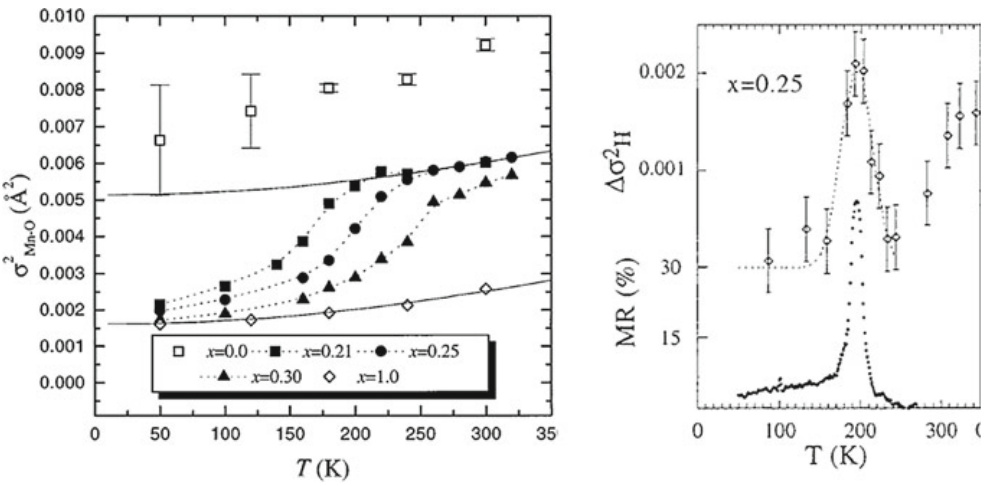 0.010
0.009
0.008
0.007
0.006
0.005
0.004
0.003
0.002
0.001
0.000
σ²Mn-O (Å²)
x=0.0
x=0.21
x=0.25
x=0.30
x=1.0
0
50
100
150
200
250
300
35
T (K)
x=0.25
0.002
0.001
30
15
Δσ²H
MR (%)
0
100
200
300
T (K)